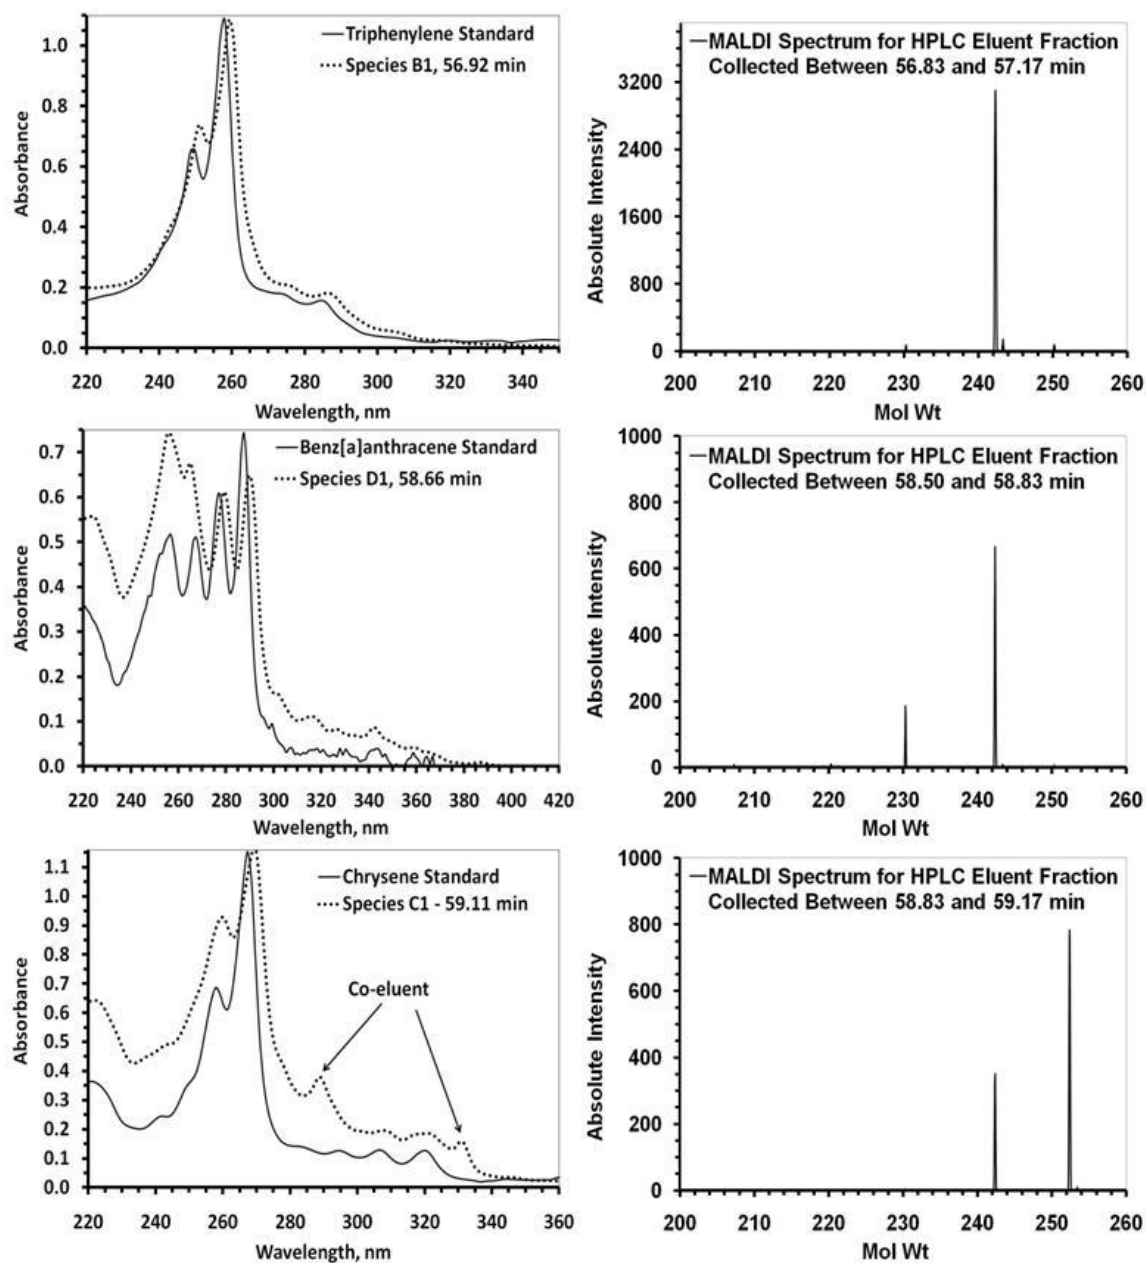 Triphenylene Standard
Species B1, 56.92 min
Absorbance
1.0
0.8
0.6
0.4
0.2
0.0
220 240 260 280 300 320 340
Wavelength, nm
MALDI Spectrum for HPLC Eluent Fraction
Collected Between 56.83 and 57.17 min
Absolute Intensity
3200
2400
1600
800
0
200 210 220 230 240 250 260
Mol Wt
Benz[a]anthracene Standard
Species D1, 58.66 min
Absorbance
0.7
0.6
0.5
0.4
0.3
0.2
0.1
0.0
220 240 260 280 300 320 340 360 380 400 420
Wavelength, nm
MALDI Spectrum for HPLC Eluent Fraction
Collected Between 58.50 and 58.83 min
Absolute Intensity
1000
800
600
400
200
0
200 210 220 230 240 250 260
Mol Wt
Chrysene Standard
Species C1 - 59.11 min
Co-eluent
Absorbance
1.1
1.0
0.9
0.8
0.7
0.6
0.5
0.4
0.3
0.2
0.1
0.0
220 240 260 280 300 320 340 360
Wavelength, nm
MALDI Spectrum for HPLC Eluent Fraction
Collected Between 58.83 and 59.17 min
Absolute Intensity
1000
800
600
400
200
0
200 210 220 230 240 250 260
Mol Wt